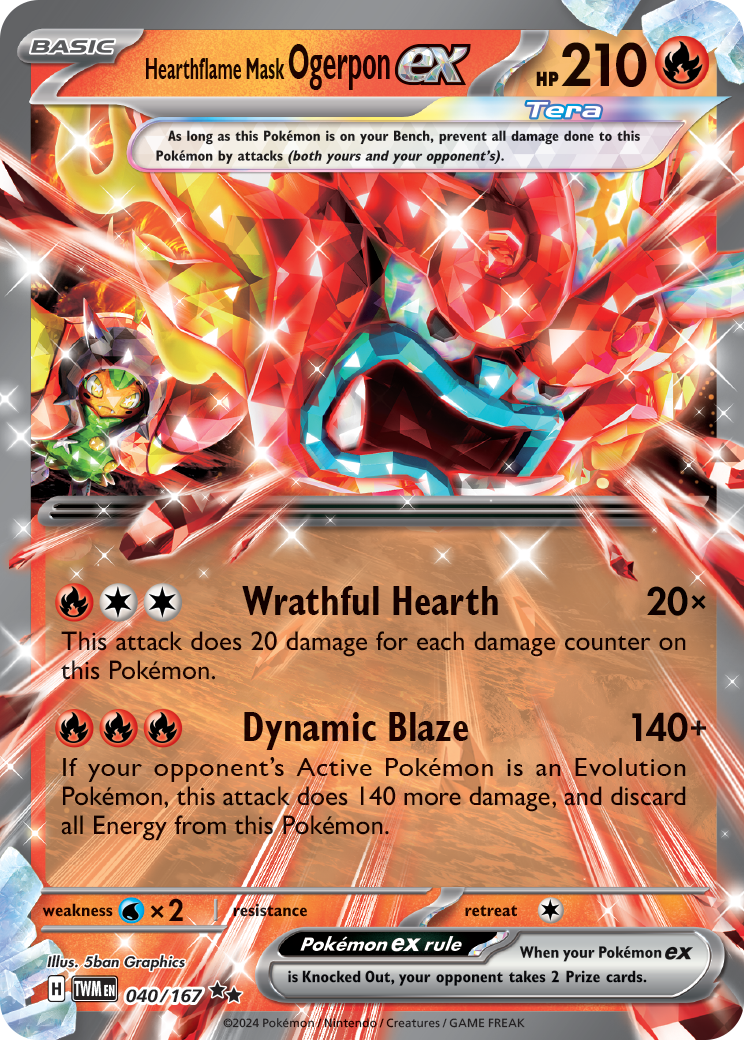 BASIC
Hearthflame Mask Ogerpon ex
HP 210
Tera
As long as this Pokémon is on your Bench, prevent all damage done to this
Pokémon by attacks (both yours and your opponent's).
Wrathful Hearth 20×
This attack does 20 damage for each damage counter on
this Pokémon.
Dynamic Blaze 140+
If your opponent's Active Pokémon is an Evolution
Pokémon, this attack does 140 more damage, and discard
all Energy from this Pokémon.
weakness ×2 resistance retreat
Illus. 5ban Graphics
Pokémon ex rule
When your Pokémon ex
is Knocked Out, your opponent takes 2 Prize cards.
H TWM EN 040/167
©2024 Pokémon / Nintendo / Creatures / GAME FREAK